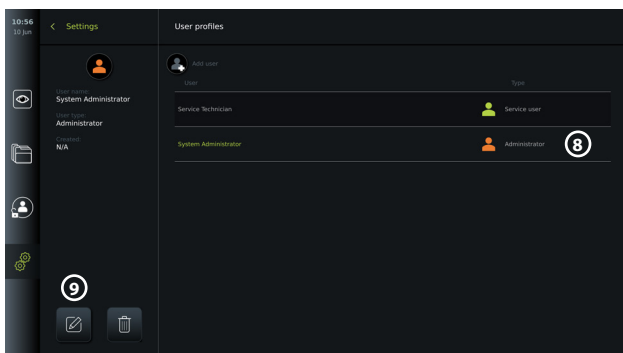 10:56
10 Jun
Settings
User profiles
Add user
User
Type
User name:
System Administrator
User type:
Administrator
Created:
N/A
Service Technician
Service user
System Administrator
Administrator
8
9